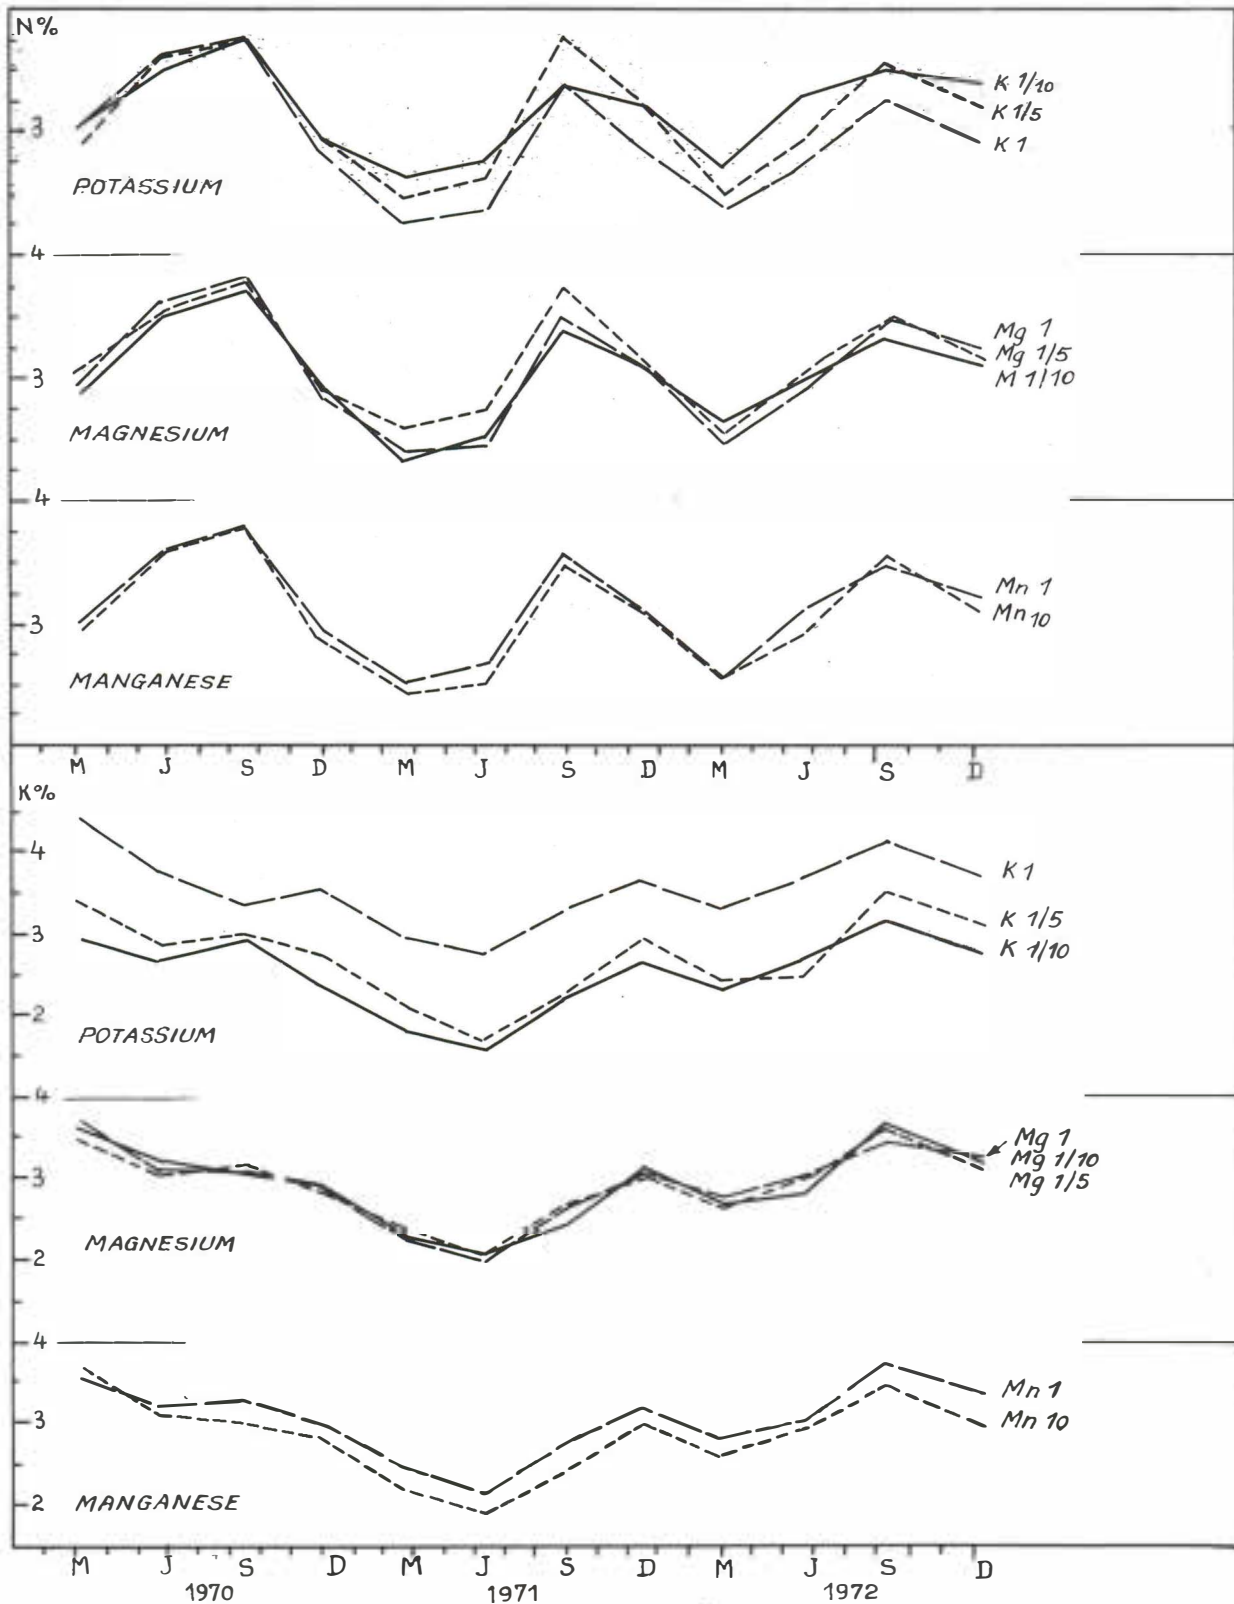 N%
K 1/10
K 1/5
3
K 1
POTASSIUM
4
Mg 1
Mg 1/5
3
M 1/10
MAGNESIUM
4
Mn 1
Mn 10
3
MANGANESE
M J S D M J S D M J S D
K%
4
K 1
K 1/5
3
K 1/10
2
POTASSIUM
4
Mg 1
Mg 1/10
3
Mg 1/5
MAGNESIUM
2
4
Mn 1
3
Mn 10
2 MANGANESE
M J S D M J S D M J S D
1970 1971 1972